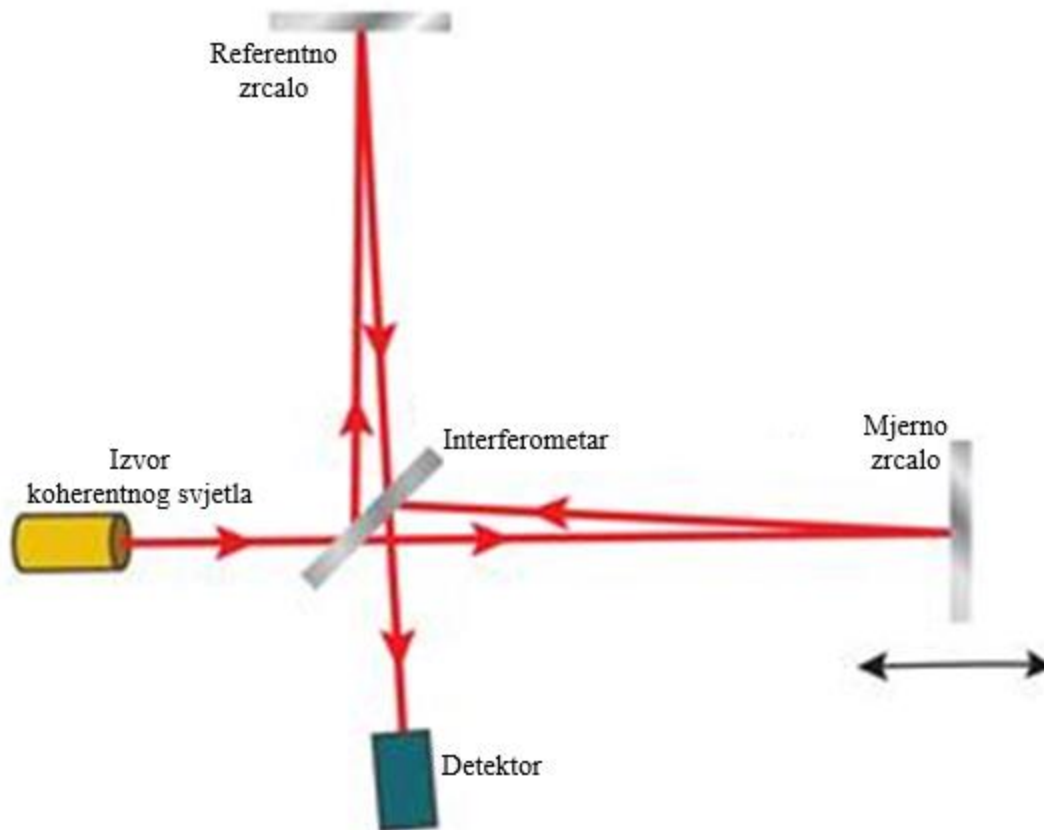 Referentno
zrcalo
Interferometar
Mjerno
zrcalo
Izvor
koherentnog svjetla
Detektor